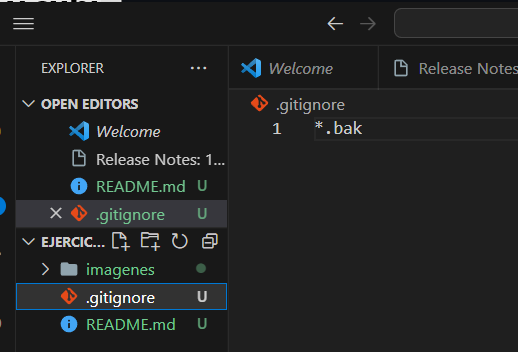 EXPLORER
Welcome
Release Notes
OPEN EDITORS
Welcome
Release Notes: 1...
README.md U
.gitignore U
EJERCIC...
imagenes
.gitignore U
README.md U
.gitignore
1 *.bak